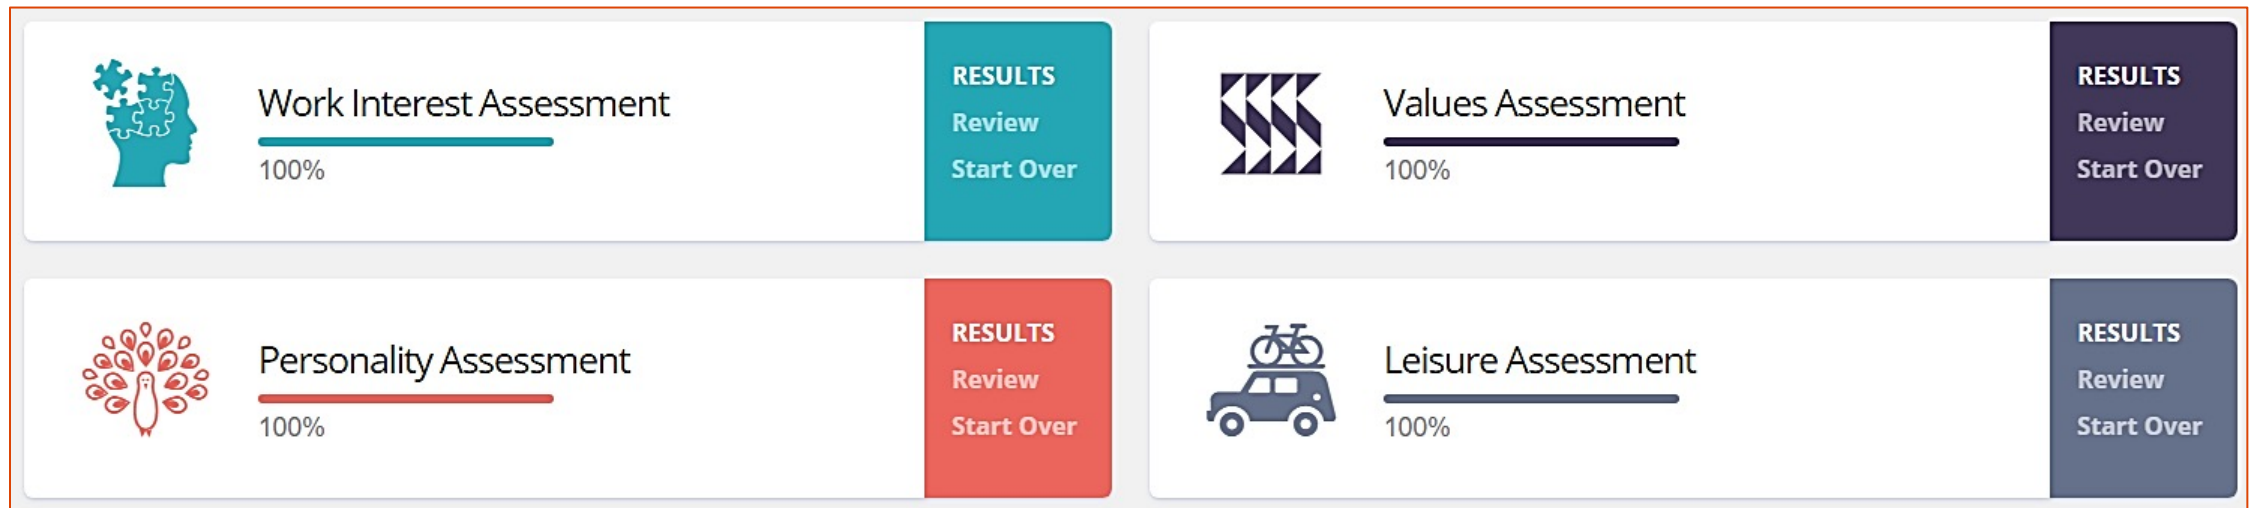 Work Interest Assessment
100%
RESULTS
Review
Start Over
Values Assessment
100%
RESULTS
Review
Start Over
Personality Assessment
100%
RESULTS
Review
Start Over
Leisure Assessment
100%
RESULTS
Review
Start Over